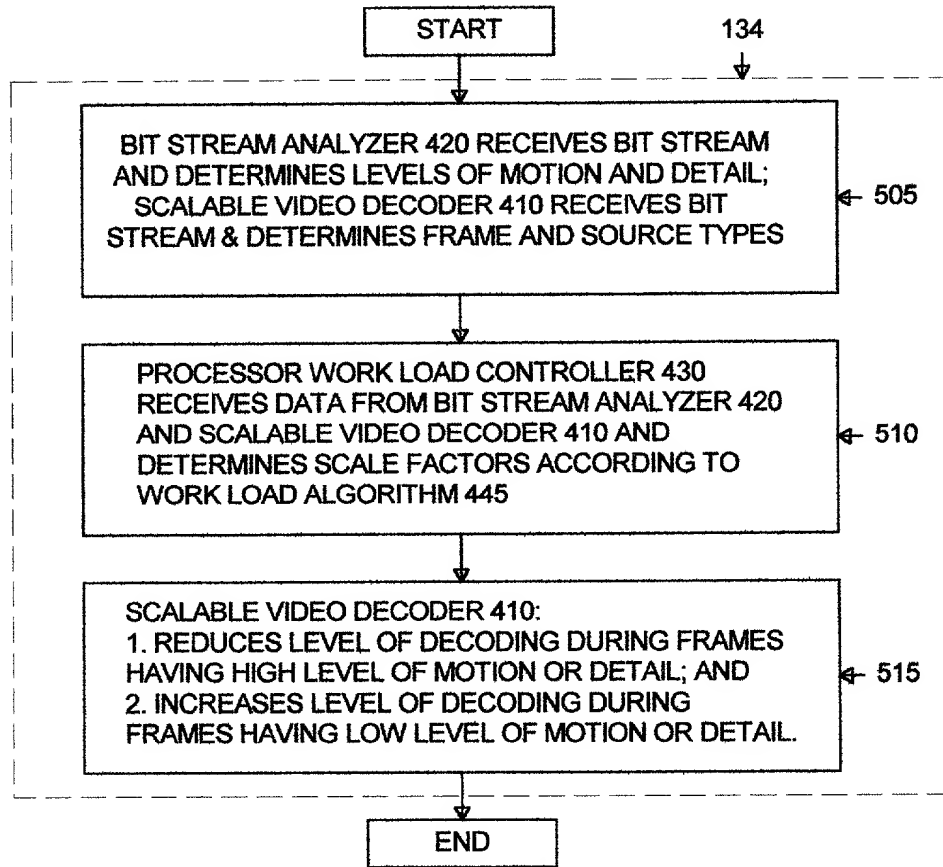 START
134
BIT STREAM ANALYZER 420 RECEIVES BIT STREAM
AND DETERMINES LEVELS OF MOTION AND DETAIL;
SCALABLE VIDEO DECODER 410 RECEIVES BIT
STREAM & DETERMINES FRAME AND SOURCE TYPES
505
PROCESSOR WORK LOAD CONTROLLER 430
RECEIVES DATA FROM BIT STREAM ANALYZER 420
AND SCALABLE VIDEO DECODER 410 AND
DETERMINES SCALE FACTORS ACCORDING TO
WORK LOAD ALGORITHM 445
510
SCALABLE VIDEO DECODER 410:
1. REDUCES LEVEL OF DECODING DURING FRAMES
HAVING HIGH LEVEL OF MOTION OR DETAIL; AND
2. INCREASES LEVEL OF DECODING DURING
FRAMES HAVING LOW LEVEL OF MOTION OR DETAIL.
515
END